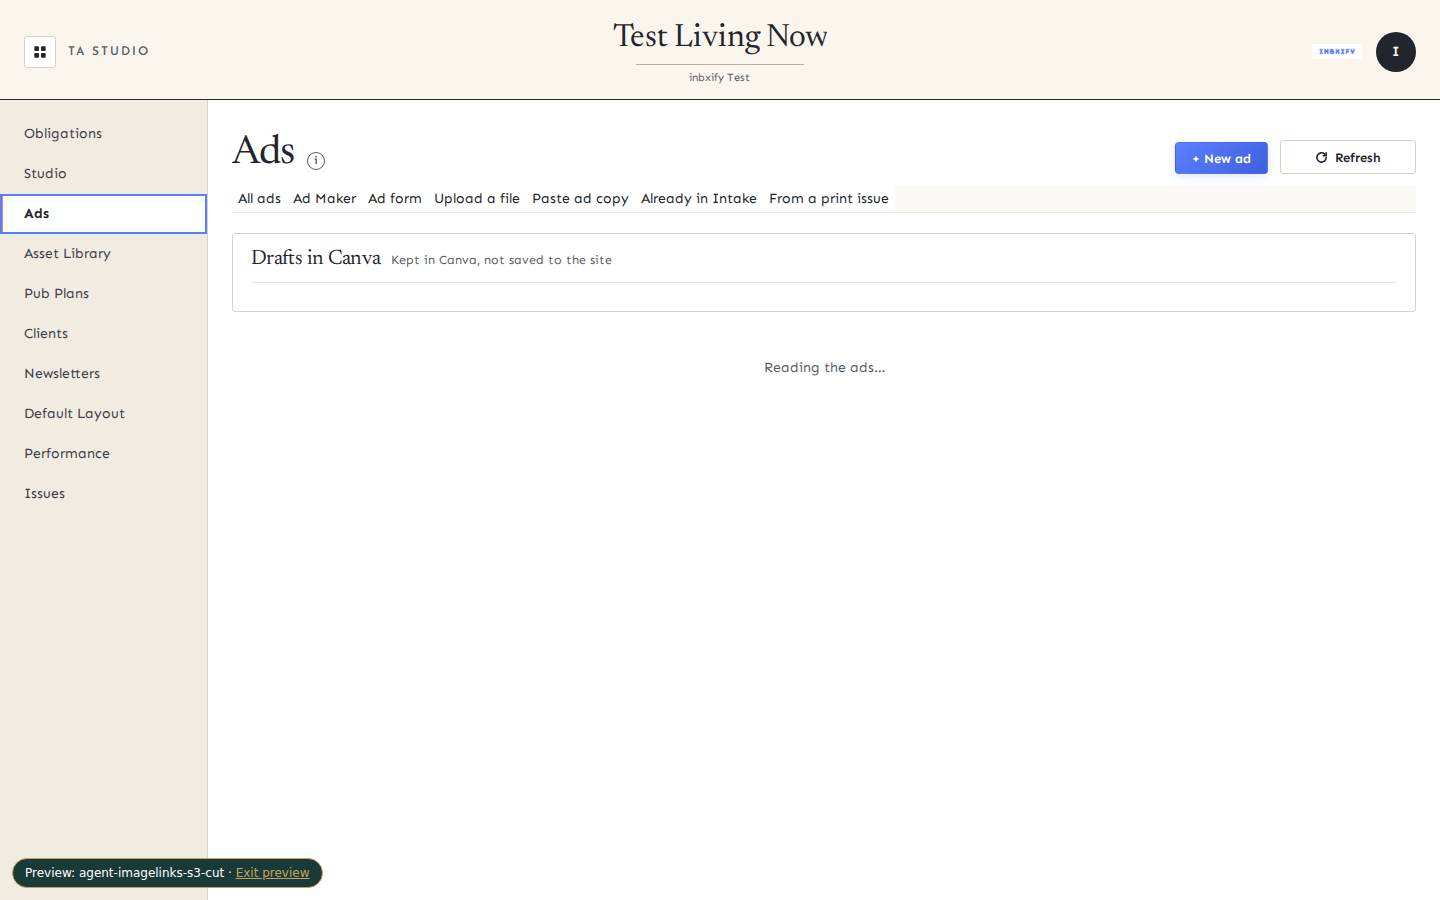 TA STUDIO
Test Living Now
inbxify Test
INBXIFY
I
Obligations
Studio
Ads
Asset Library
Pub Plans
Clients
Newsletters
Default Layout
Performance
Issues
Ads i
+ New ad
Refresh
All ads Ad Maker Ad form Upload a file Paste ad copy Already in Intake From a print issue
Drafts in Canva Kept in Canva, not saved to the site
Reading the ads...
Preview: agent-imagelinks-s3-cut · Exit preview